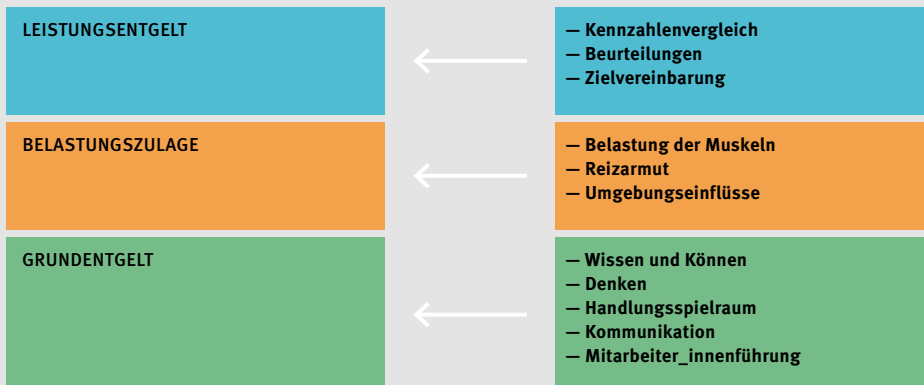 LEISTUNGSENTGELT
— Kennzahlenvergleich
— Beurteilungen
— Zielvereinbarung
BELASTUNGSZULAGE
— Belastung der Muskeln
— Reizarmut
— Umgebungseinflüsse
GRUNDENTGELT
— Wissen und Können
— Denken
— Handlungsspielraum
— Kommunikation
— Mitarbeiter_innenführung